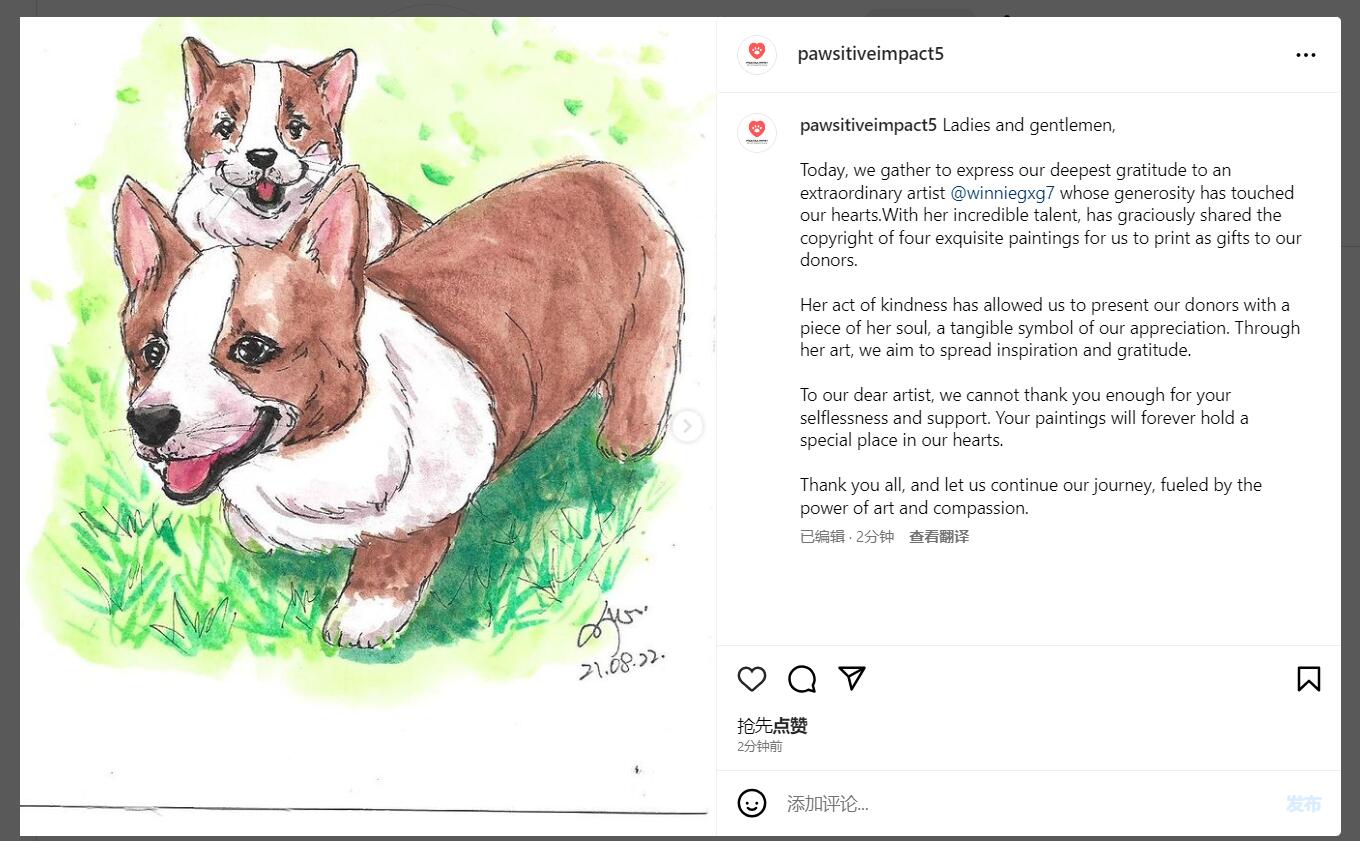 pawsitiveimpact5
pawsitiveimpact5 Ladies and gentlemen,
Today, we gather to express our deepest gratitude to an
extraordinary artist @winniegxg7 whose generosity has touched
our hearts.With her incredible talent, has graciously shared the
copyright of four exquisite paintings for us to print as gifts to our
donors.
Her act of kindness has allowed us to present our donors with a
piece of her soul, a tangible symbol of our appreciation. Through
her art, we aim to spread inspiration and gratitude.
To our dear artist, we cannot thank you enough for your
selflessness and support. Your paintings will forever hold a
special place in our hearts.
Thank you all, and let us continue our journey, fueled by the
power of art and compassion.
已编辑 · 2分钟 查看翻译
21.08.22.
抢先点赞
2分钟前
添加评论...
发布